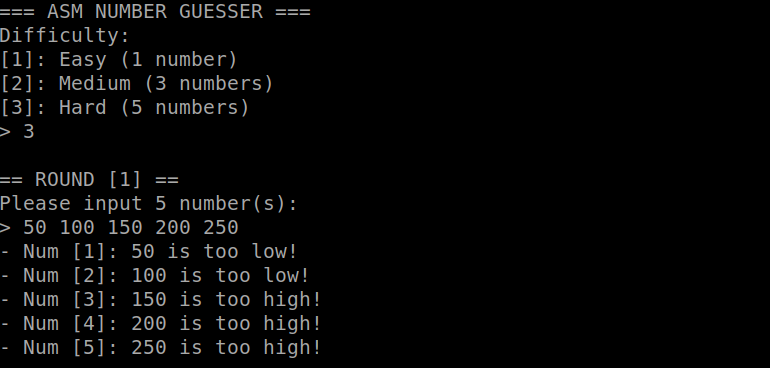 === ASM NUMBER GUESSER ===
Difficulty:
[1]: Easy (1 number)
[2]: Medium (3 numbers)
[3]: Hard (5 numbers)
> 3
== ROUND [1] ==
Please input 5 number(s):
> 50 100 150 200 250
- Num [1]: 50 is too low!
- Num [2]: 100 is too low!
- Num [3]: 150 is too high!
- Num [4]: 200 is too high!
- Num [5]: 250 is too high!